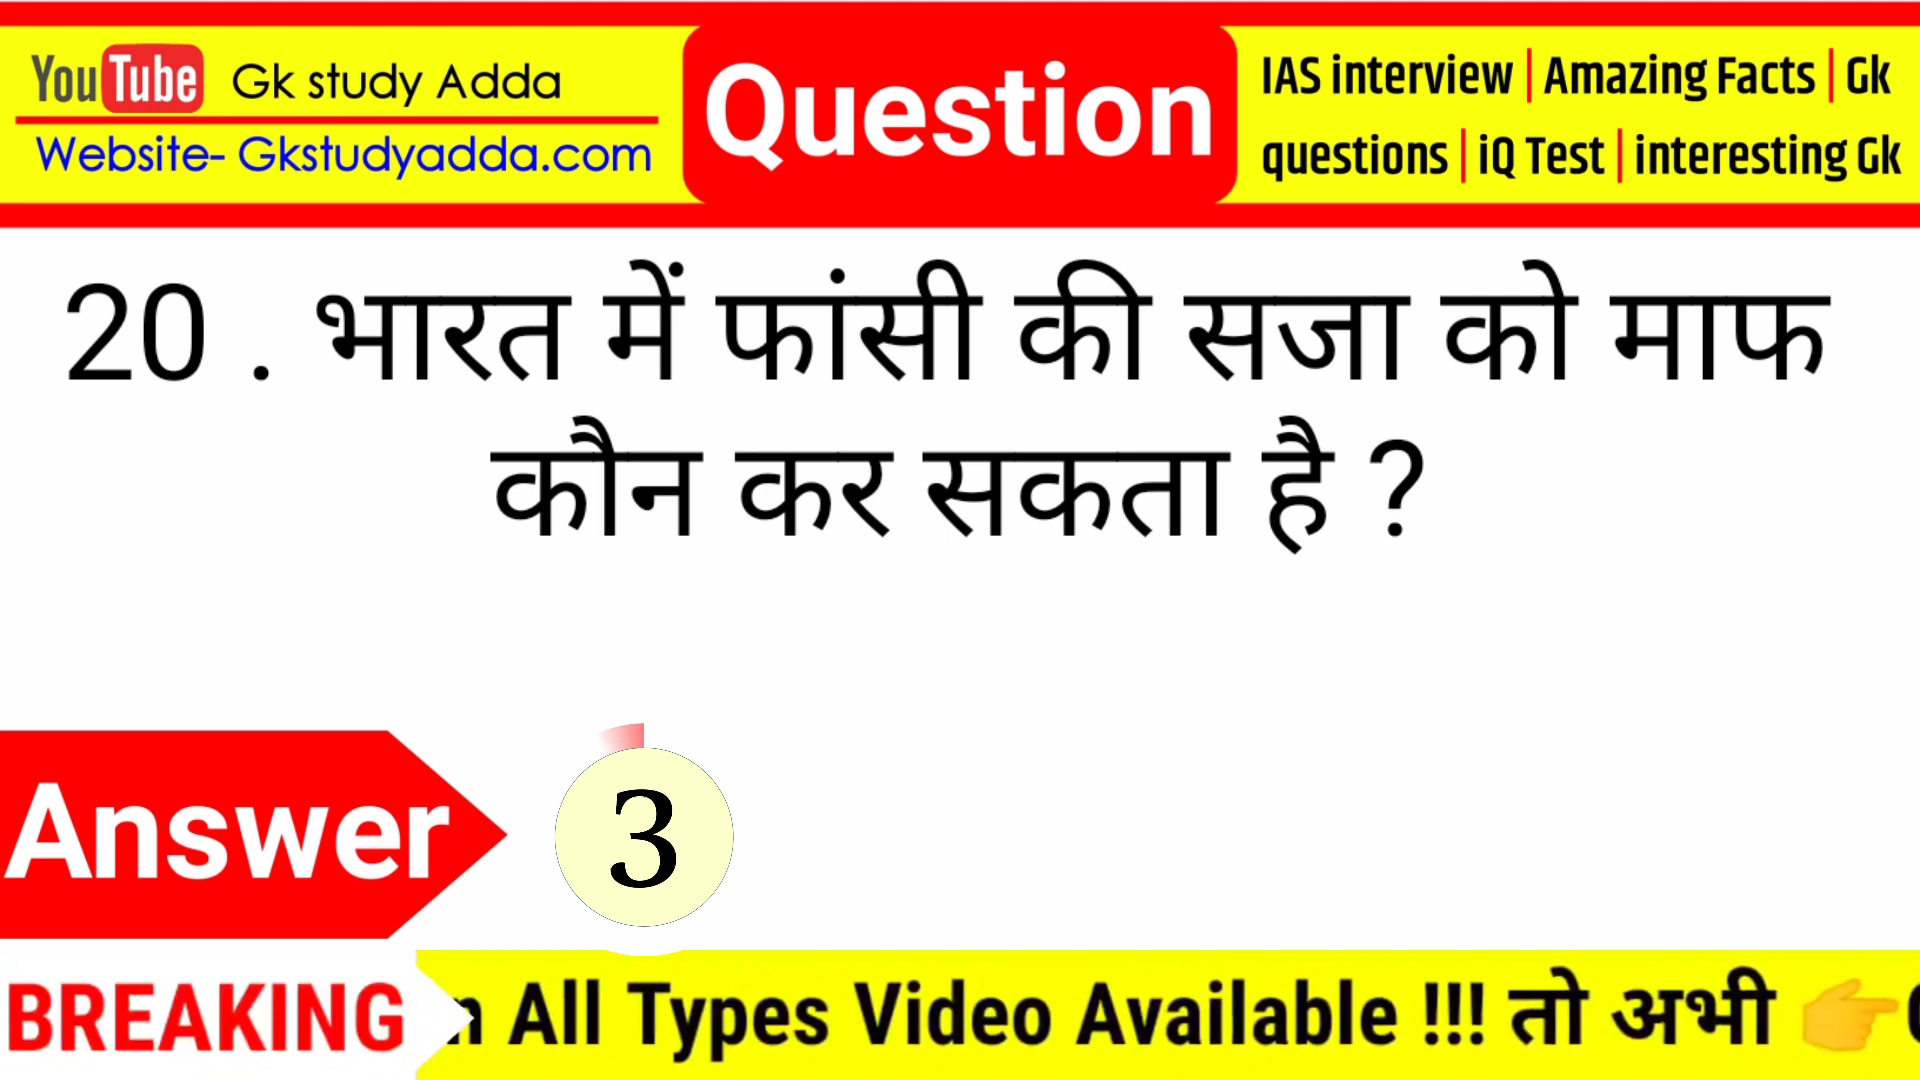 YouTube Gk study Adda
Website- Gkstudyadda.com
Question
IAS interview | Amazing Facts | Gk
questions | iQ Test | interesting Gk
20 . भारत में फांसी की सजा को माफ
कौन कर सकता है ?
Answer
3
BREAKING
All Types Video Available !!! तो अभी 👉